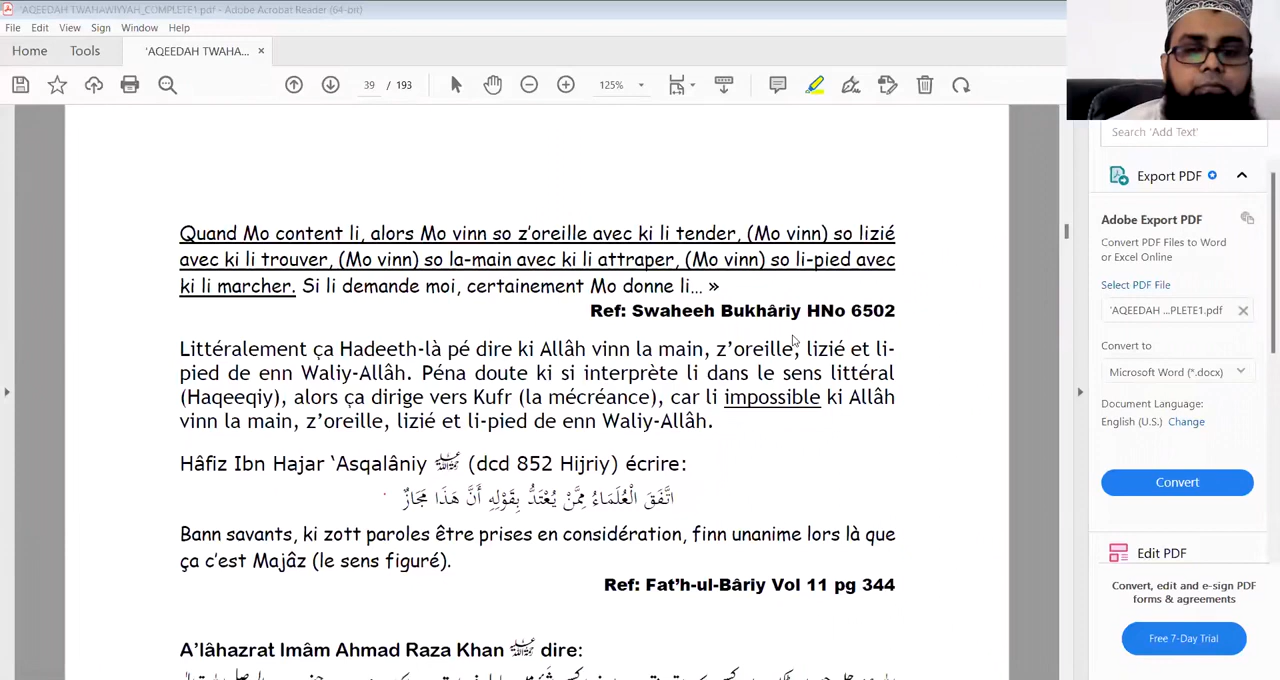 'AQEEDAH TWAHAWIYYAH_COMPLETE1.pdf - Adobe Acrobat Reader (64-bit)
File Edit View Sign Window Help
Home Tools 'AQEEDAH TWAHA... ×
39 / 193 125%
Search 'Add Text'
Export PDF
Adobe Export PDF
Convert PDF Files to Word
or Excel Online
Select PDF File
'AQEEDAH ...PLETE1.pdf
Convert to
Microsoft Word (*.docx)
Document Language:
English (U.S.) Change
Convert
Edit PDF
Convert, edit and e-sign PDF
forms & agreements
Free 7-Day Trial
Quand Mo content li, alors Mo vinn so z'oreille avec ki li tender, (Mo vinn) so lizié
avec ki li trouver, (Mo vinn) so la-main avec ki li attraper, (Mo vinn) so li-pied avec
ki li marcher. Si li demande moi, certainement Mo donne li... »
Ref: Swaheeh Bukhâriy HNo 6502
Littéralement ça Hadeeth-là pé dire ki Allâh vinn la main, z'oreille, lizié et li-
pied de enn Waliy-Allâh. Péna doute ki si interprète li dans le sens littéral
(Haqeeqiy), alors ça dirige vers Kufr (la mécréance), car li impossible ki Allâh
vinn la main, z'oreille, lizié et li-pied de enn Waliy-Allâh.
Hâfiz Ibn Hajar 'Asqalâniy (dcd 852 Hijriy) écrire:
اتَّفَقَ الْعُلَمَاءُ مِمَّنْ يُعْتَدُّ بِقَوْلِهِ أَنَّ هَذَا مَجَازٌ
Bann savants, ki zott paroles être prises en considération, finn unanime lors là que
ça c'est Majâz (le sens figuré).
Ref: Fat'h-ul-Bâriy Vol 11 pg 344
A'lâhazrat Imâm Ahmad Raza Khan dire: